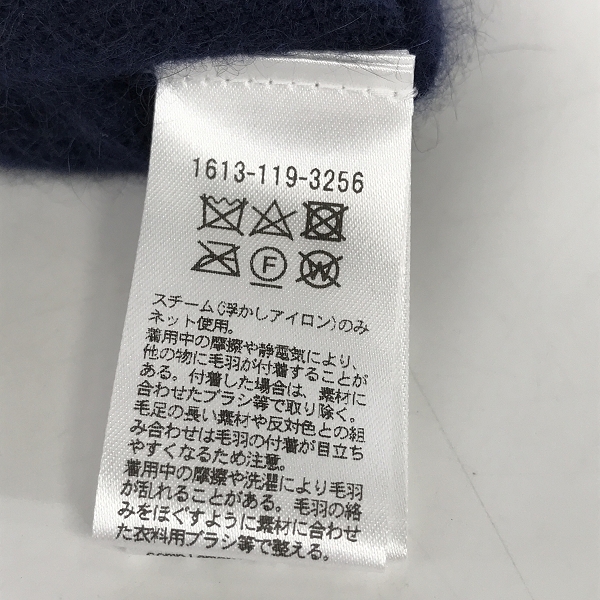 1613-119-3256
F
W
スチーム(浮かしアイロン)のみ
ネット使用。
着用中の摩擦や静電気により、
他の物に毛羽が付着することが
ある。付着した場合は、素材に
合わせたブラシ等で取り除く。
毛足の長い素材や反対色との組
み合わせは毛羽の付着が目立ち
やすくなるため注意。
着用中の摩擦や洗濯により毛羽
が乱れることがある。毛羽の絡
みをほぐすように素材に合わせ
た衣料用ブラシ等で整える。